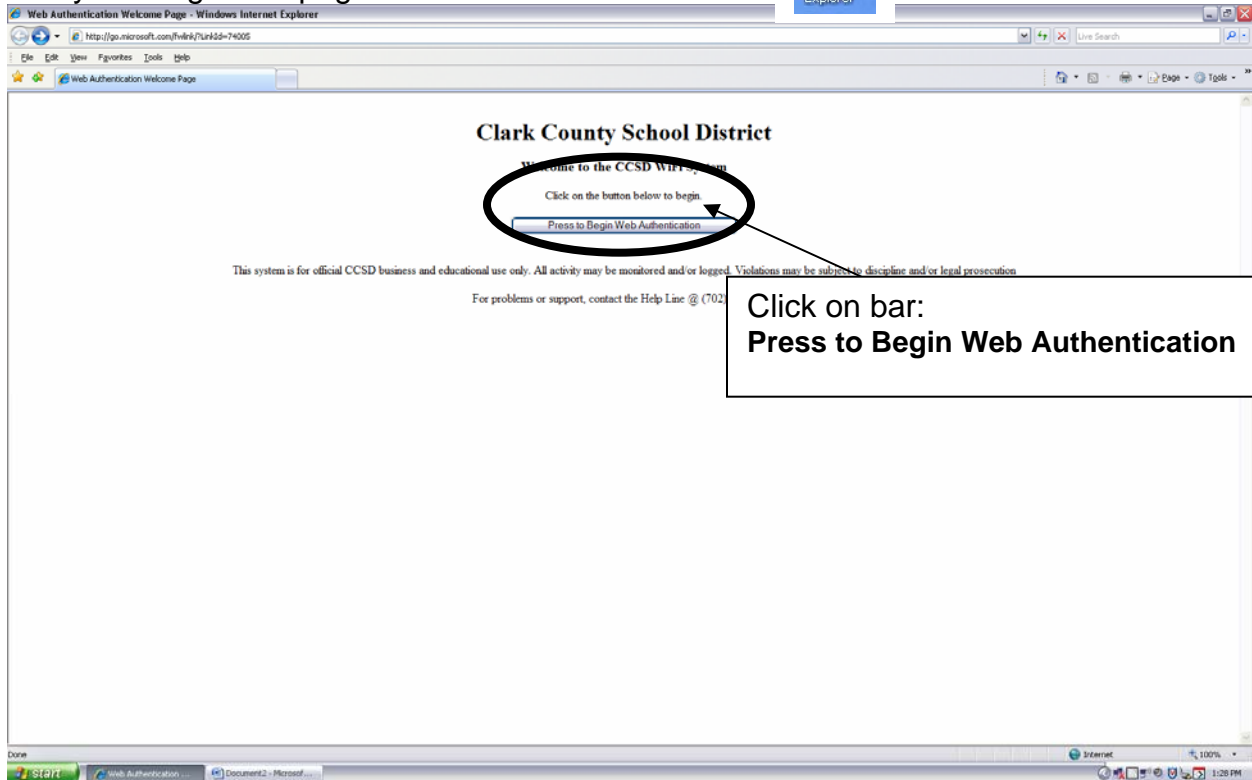 Explorer
Web Authentication Welcome Page - Windows Internet Explorer
http://go.microsoft.com/fwlink/?LinkId=74005
Live Search
File Edit View Favorites Tools Help
Web Authentication Welcome Page
Page Tools
Clark County School District
Welcome to the CCSD WiFi System
Click on the button below to begin.
Press to Begin Web Authentication
This system is for official CCSD business and educational use only. All activity may be monitored and/or logged. Violations may be subject to discipline and/or legal prosecution
For problems or support, contact the Help Line @ (702)
Click on bar:
Press to Begin Web Authentication
Done
Internet
100%
start
Web Authentication ...
Document2 - Microsof...
1:28 PM